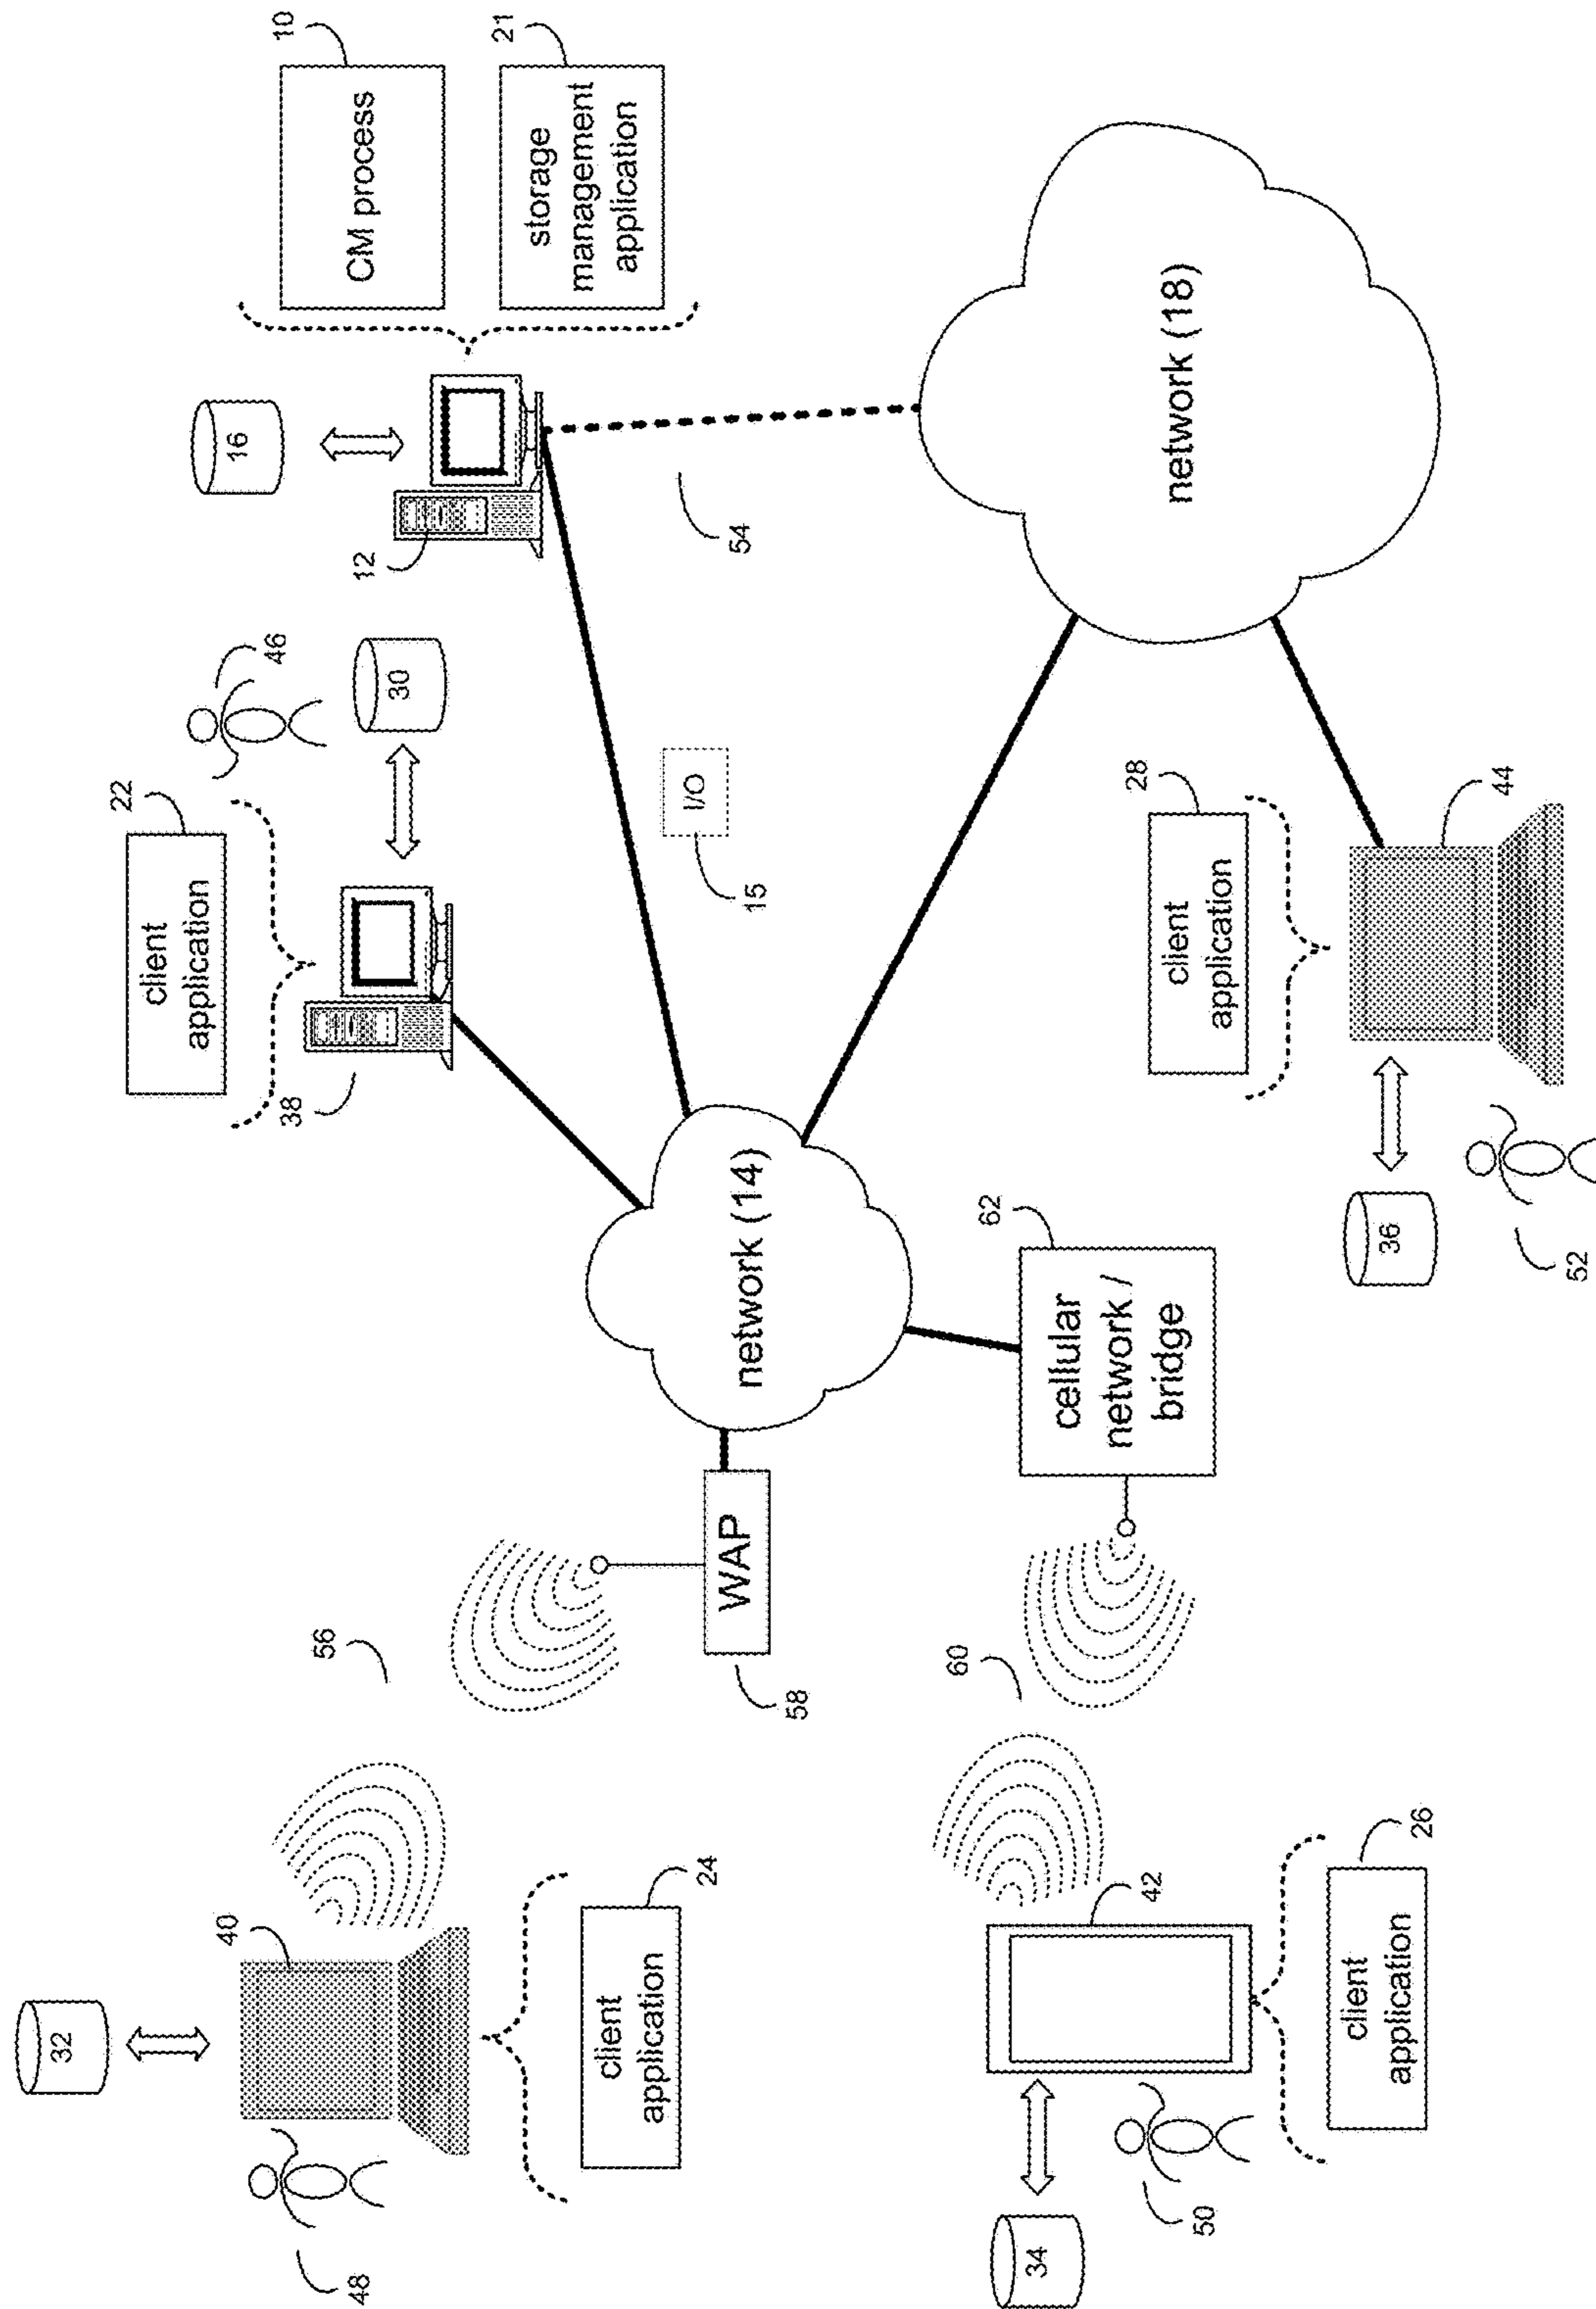 32
40
48
client
application
24
56
WAP
58
34
50
42
client
application
26
60
cellular
network /
bridge
62
network (14)
client
application
22
38
30
46
16
12
CM process
10
storage
management
application
21
54
I/O
15
network (18)
client
application
28
44
36
52